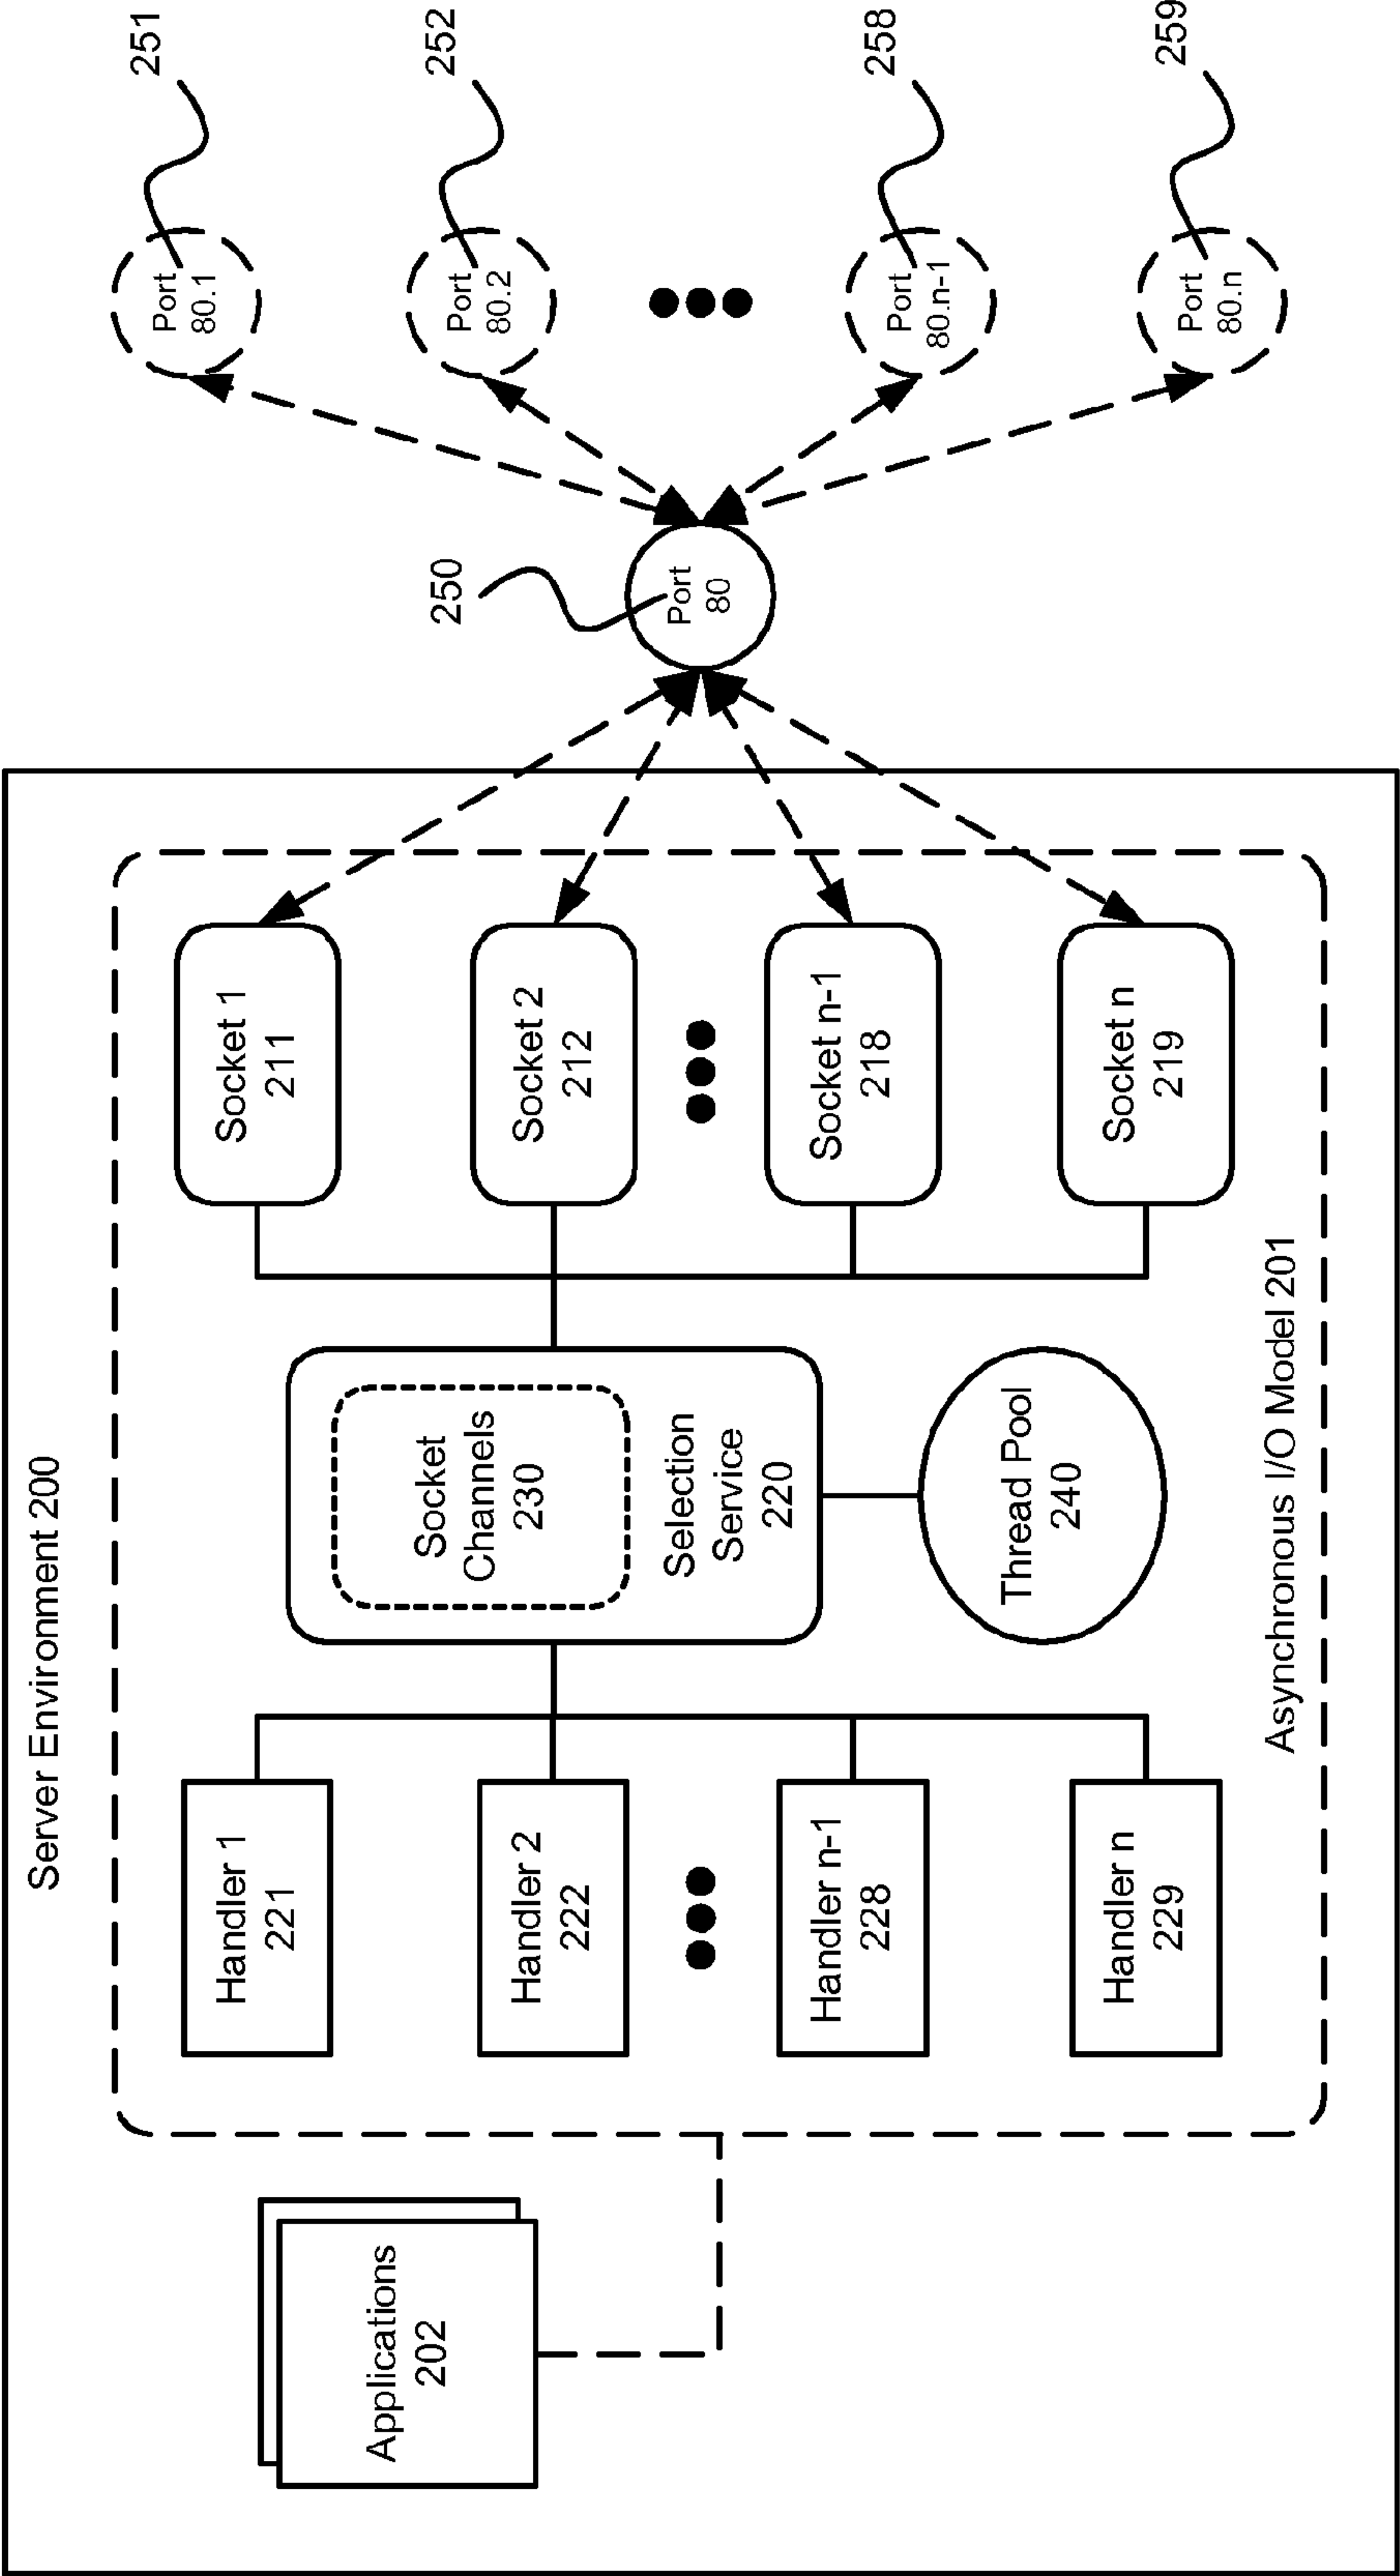 Server Environment 200
Applications
202
Handler 1
221
Handler 2
222
Handler n-1
228
Handler n
229
Socket
Channels
230
Selection
Service
220
Thread Pool
240
Socket 1
211
Socket 2
212
Socket n-1
218
Socket n
219
Asynchronous I/O Model 201
250
Port
80
251
Port
80.1
252
Port
80.2
258
Port
80.n-1
259
Port
80.n